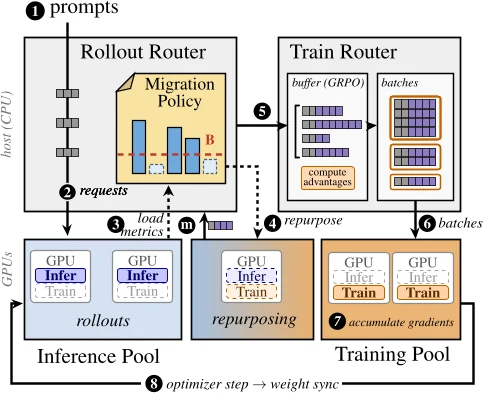 1 prompts
Rollout Router
Train Router
host (CPU)
Migration
Policy
B
buffer (GRPO)
compute
advantages
batches
5
2 requests
3 load
metrics
m
4 repurpose
6 batches
GPUs
GPU
Infer
Train
GPU
Infer
Train
rollouts
GPU
Infer
Train
repurposing
GPU
Infer
Train
GPU
Infer
Train
7 accumulate gradients
Inference Pool
Training Pool
8 optimizer step → weight sync